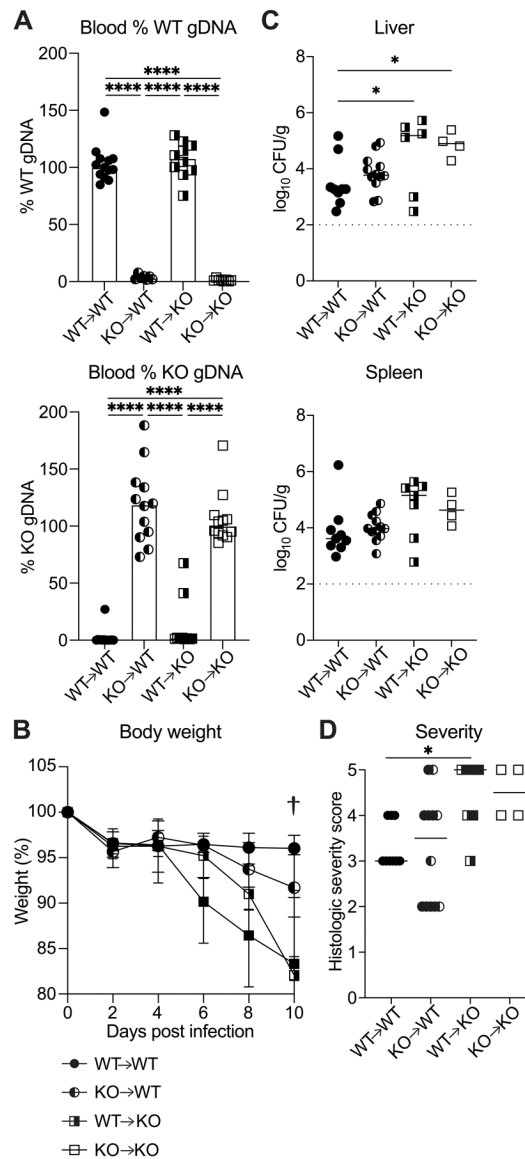 A
Blood % WT gDNA
****
**** **** ****
% WT gDNA
200
150
100
50
0
WT→WT
KO→WT
WT→KO
KO→KO
Blood % KO gDNA
****
**** **** ****
% KO gDNA
200
150
100
50
0
WT→WT
KO→WT
WT→KO
KO→KO
C
Liver
*
*
log10 CFU/g
8
6
4
2
0
WT→WT
KO→WT
WT→KO
KO→KO
Spleen
log10 CFU/g
8
6
4
2
0
WT→WT
KO→WT
WT→KO
KO→KO
B
Body weight
†
Weight (%)
105
100
95
90
85
80
0 2 4 6 8 10
Days post infection
WT→WT
KO→WT
WT→KO
KO→KO
D
Severity
*
Histologic severity score
5
4
3
2
1
0
WT→WT
KO→WT
WT→KO
KO→KO